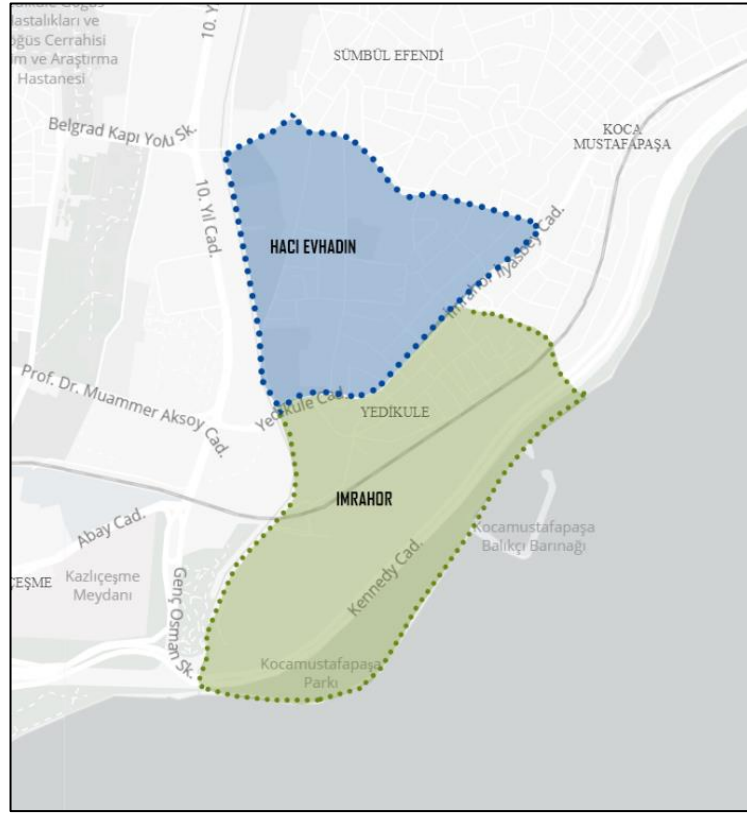 Göğüs
Hastalıkları ve
Göğüs Cerrahisi
Hastanesi
ve Araştırma
10. Y
SÜMBÜL EFENDİ
KOCA
MUSTAFAPAŞA
Belgrad Kapı Yolu Sk.
10. Yıl Cad.
HACI EVHADIN
İmrahor İlyasbey Cad.
Prof. Dr. Muammer Aksoy Cad.
Yedikule Cad.
YEDİKULE
IMRAHOR
Abay Cad.
Kocamustafapaşa
Balıkçı Barınağı
ÇEŞME
Kazlıçeşme
Meydanı
Genç Osman Sk.
Kennedy Cad.
Kocamustafapaşa
Parkı